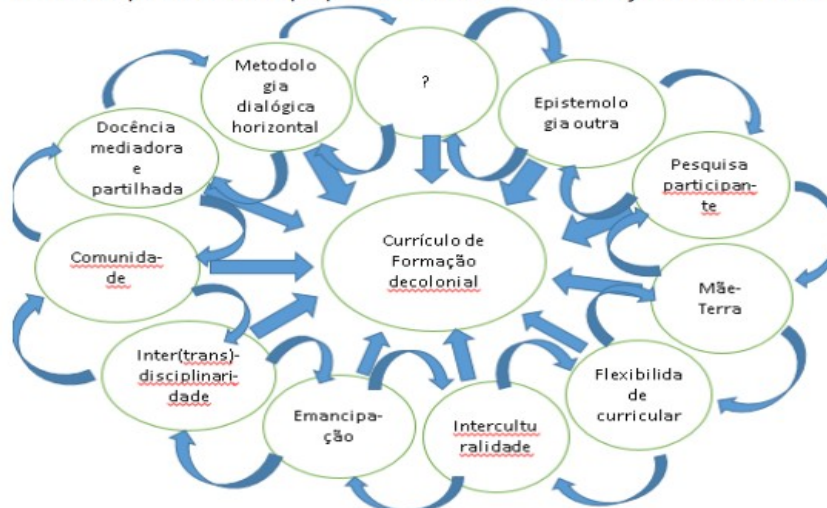 ?
Metodolo
gia
dialógica
horizontal
Epistemolo
gia outra
Docência
mediadora
e
partilhada
Pesquisa
participan-
te
Currículo de
Formação
decolonial
Comunida-
de
Mãe-
Terra
Inter(trans)-
disciplinari-
dade
Flexibilida
de
curricular
Emancipa-
ção
Intercultu
ralidade